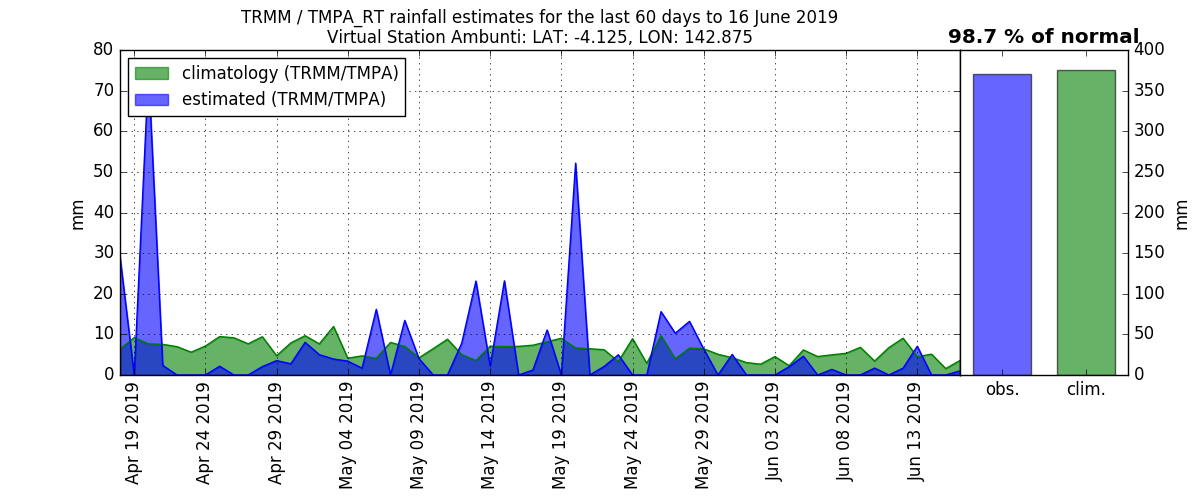 TRMM / TMPA_RT rainfall estimates for the last 60 days to 16 June 2019
Virtual Station Ambunti: LAT: -4.125, LON: 142.875
98.7 % of normal
climatology (TRMM/TMPA)
estimated (TRMM/TMPA)
80
70
60
50
40
30
20
10
0
mm
400
350
300
250
200
150
100
50
0
mm
Apr 19 2019
Apr 24 2019
Apr 29 2019
May 04 2019
May 09 2019
May 14 2019
May 19 2019
May 24 2019
May 29 2019
Jun 03 2019
Jun 08 2019
Jun 13 2019
obs.
clim.